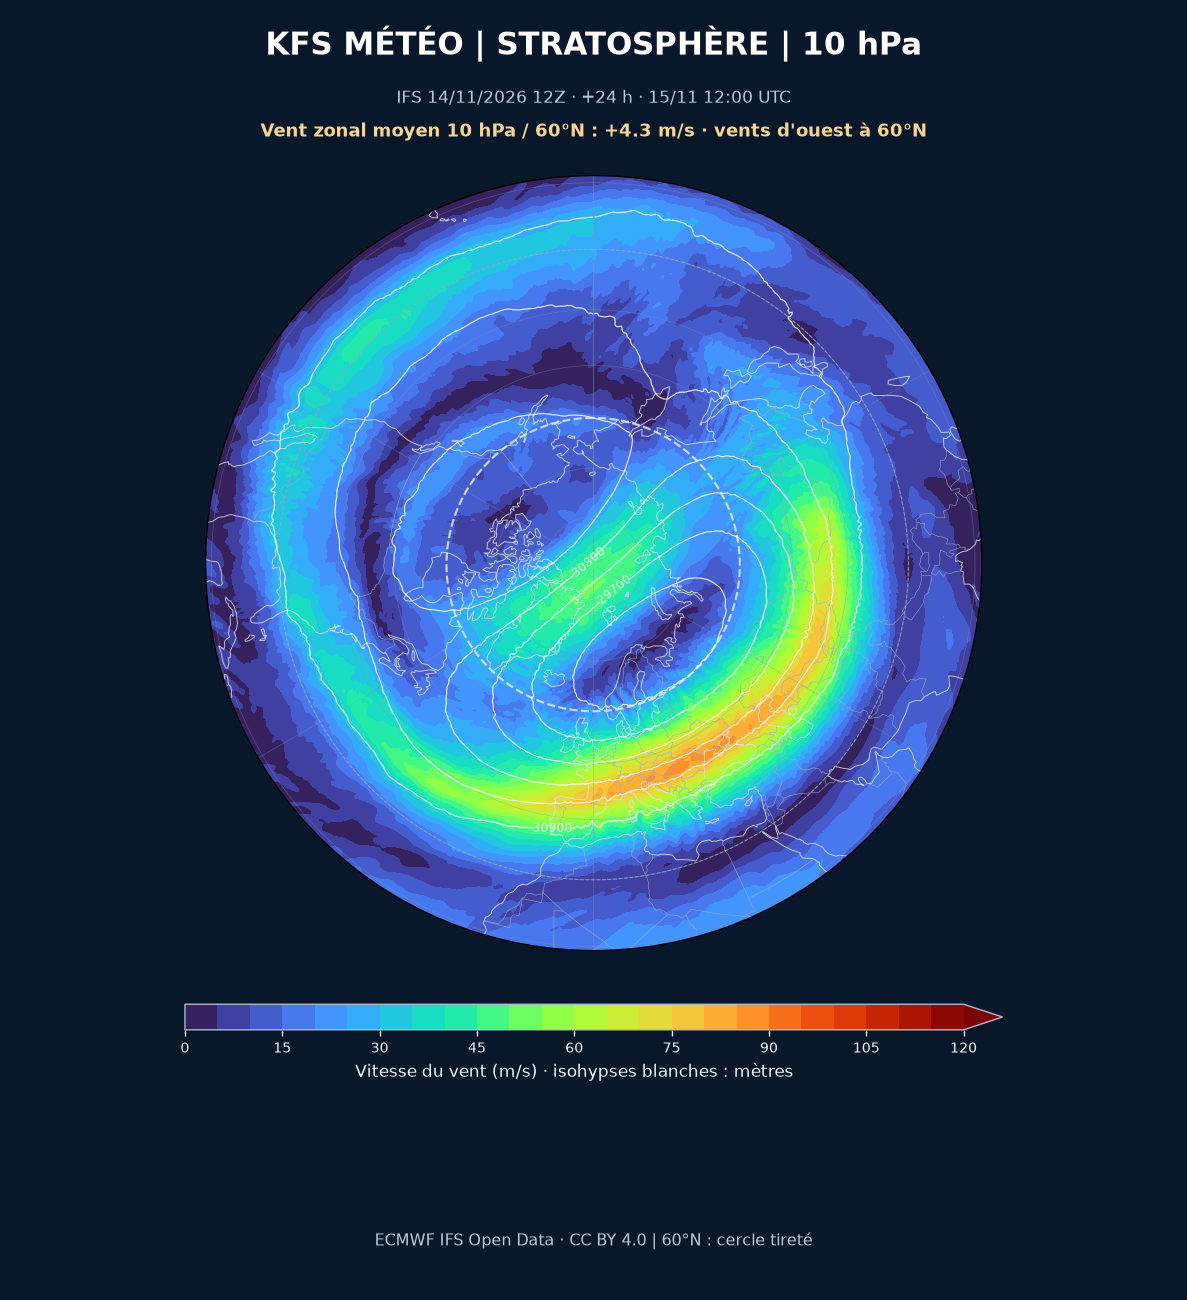 KFS MÉTÉO | STRATOSPHÈRE | 10 hPa
IFS 14/11/2026 12Z · +24 h · 15/11 12:00 UTC
Vent zonal moyen 10 hPa / 60°N : +4.3 m/s · vents d'ouest à 60°N
30300
29700
30900
0 15 30 45 60 75 90 105 120
Vitesse du vent (m/s) · isohypses blanches : mètres
ECMWF IFS Open Data · CC BY 4.0 | 60°N : cercle tireté